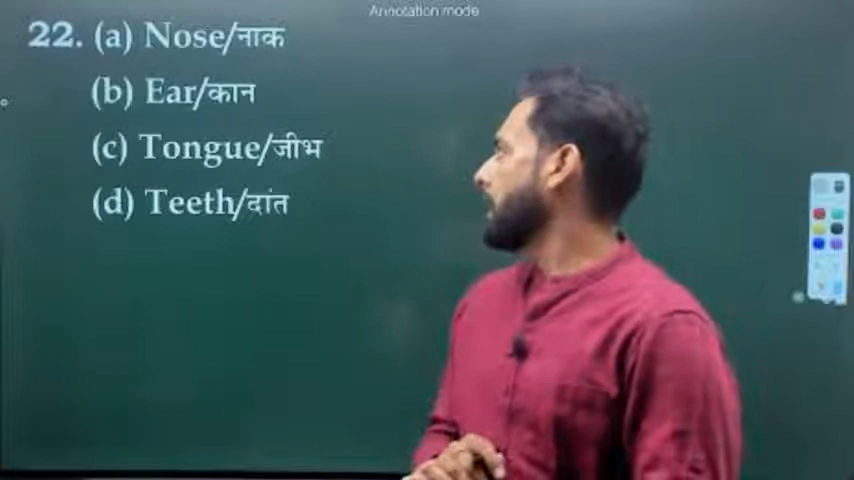 Annotation mode
22. (a) Nose/नाक
(b) Ear/कान
(c) Tongue/जीभ
(d) Teeth/दांत